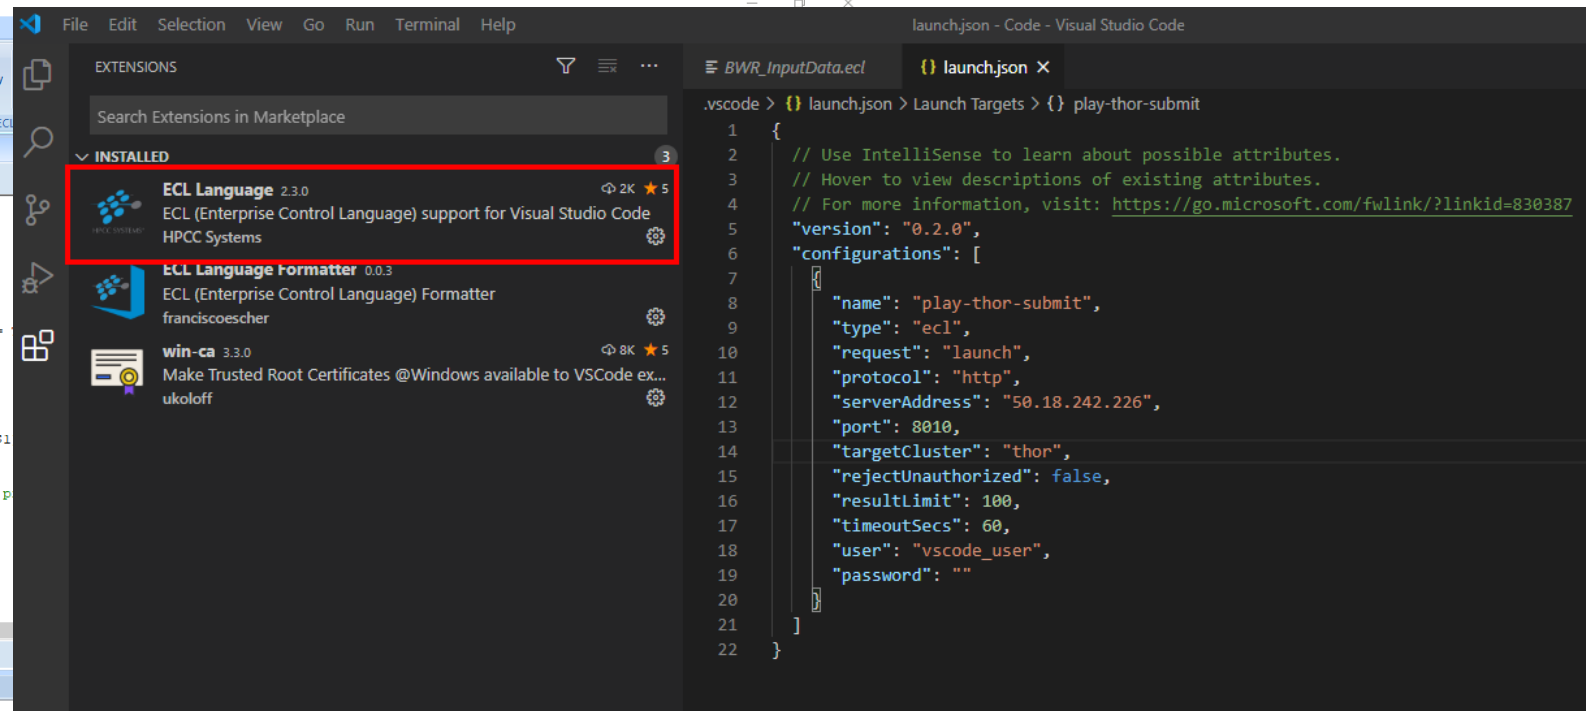 File Edit Selection View Go Run Terminal Help
launch.json - Code - Visual Studio Code
EXTENSIONS
Search Extensions in Marketplace
INSTALLED
3
ECL Language 2.3.0
2K 5
ECL (Enterprise Control Language) support for Visual Studio Code
HPCC Systems
HPCC SYSTEMS
ECL Language Formatter 0.0.3
ECL (Enterprise Control Language) Formatter
franciscoescher
win-ca 3.3.0
8K 5
Make Trusted Root Certificates @Windows available to VSCode ex...
ukoloff
BWR_InputData.ecl
{} launch.json
.vscode > {} launch.json > Launch Targets > {} play-thor-submit
1 {
2 // Use IntelliSense to learn about possible attributes.
3 // Hover to view descriptions of existing attributes.
4 // For more information, visit: https://go.microsoft.com/fwlink/?linkid=830387
5 "version": "0.2.0",
6 "configurations": [
7 {
8 "name": "play-thor-submit",
9 "type": "ecl",
10 "request": "launch",
11 "protocol": "http",
12 "serverAddress": "50.18.242.226",
13 "port": 8010,
14 "targetCluster": "thor",
15 "rejectUnauthorized": false,
16 "resultLimit": 100,
17 "timeoutSecs": 60,
18 "user": "vscode_user",
19 "password": ""
20 }
21 ]
22 }